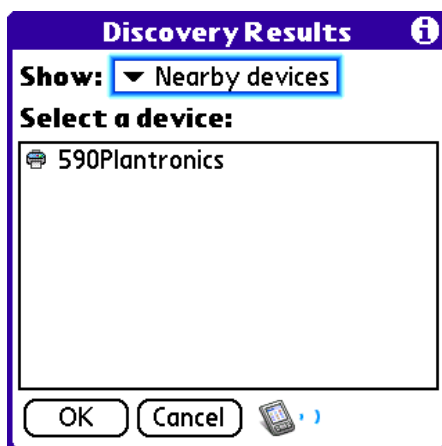 Discovery Results
Show: Nearby devices
Select a device:
590Plantronics
OK Cancel